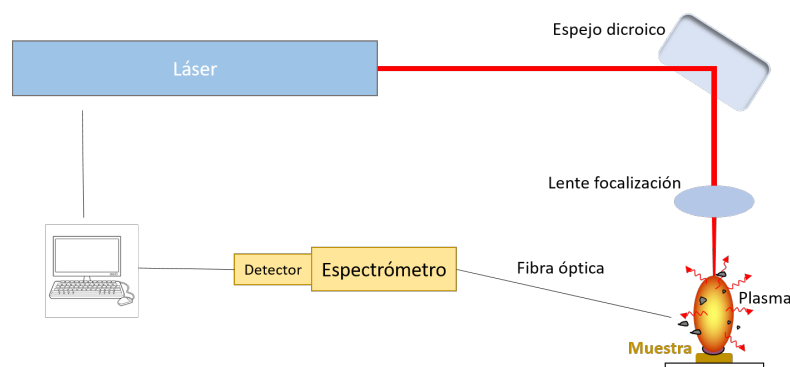 Espejo dicroico
Láser
Lente focalización
Detector
Espectrómetro
Fibra óptica
Plasma
Muestra